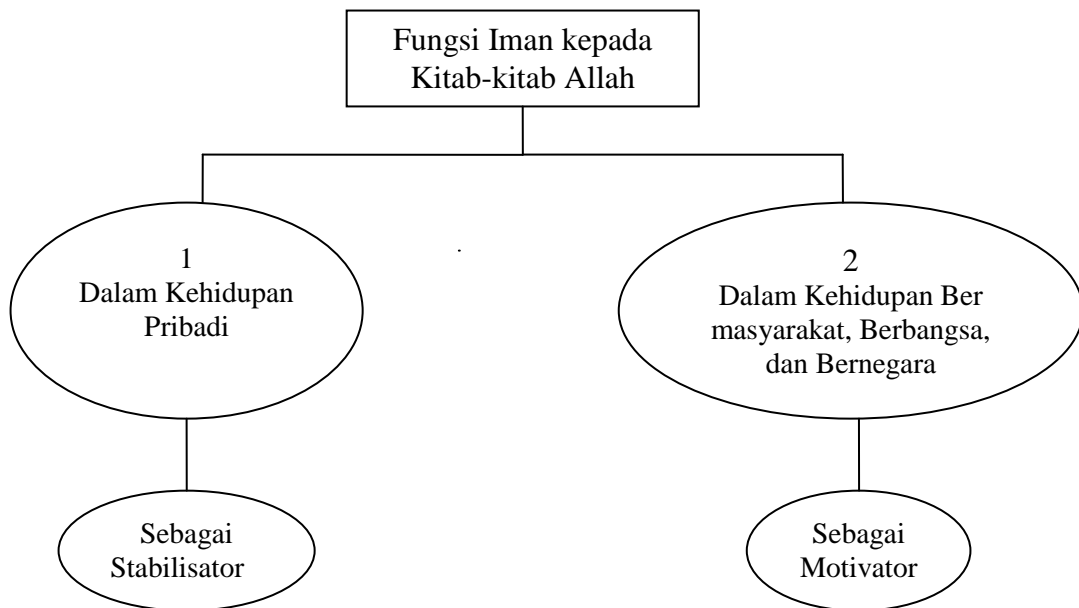 Fungsi Iman kepada
Kitab-kitab Allah
1
Dalam Kehidupan
Pribadi
2
Dalam Kehidupan Ber
masyarakat, Berbangsa,
dan Bernegara
Sebagai
Stabilisator
Sebagai
Motivator